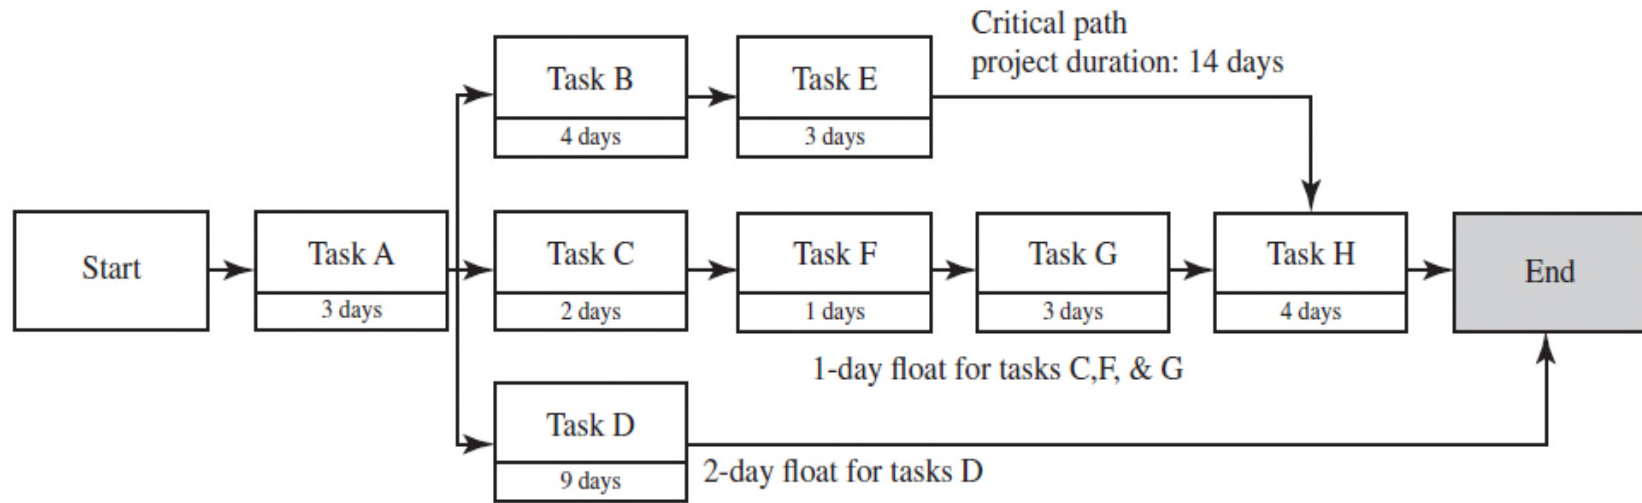 Critical path
project duration: 14 days
Task B
4 days
Task E
3 days
Start
Task A
3 days
Task C
2 days
Task F
1 days
Task G
3 days
Task H
4 days
End
1-day float for tasks C,F, & G
Task D
9 days
2-day float for tasks D